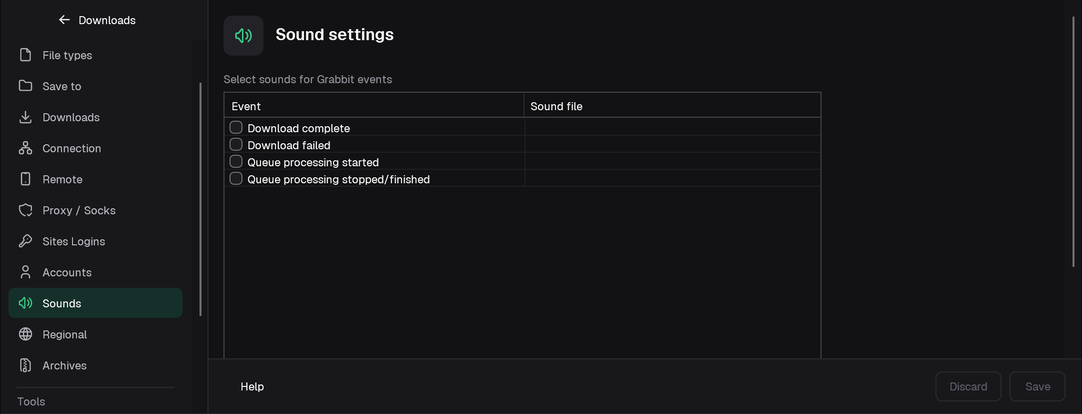 Downloads
File types
Save to
Downloads
Connection
Remote
Proxy / Socks
Sites Logins
Accounts
Sounds
Regional
Archives
Tools
Sound settings
Select sounds for Grabbit events
Event Sound file
Download complete
Download failed
Queue processing started
Queue processing stopped/finished
Help Discard Save